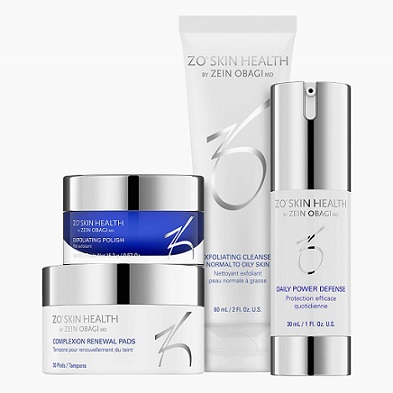 ZO SKIN HEALTH
BY ZEIN OBAGI MD
EXFOLIATING CLEANSER
NORMAL TO OILY SKIN
Nettoyant exfoliant
peau normale à grasse
60 mL / 2 Fl. Oz. U.S.
ZO SKIN HEALTH
BY ZEIN OBAGI MD
DAILY POWER DEFENSE
Protection efficace
quotidienne
30 mL / 1 Fl. Oz. U.S.
ZO SKIN HEALTH
BY ZEIN OBAGI MD
EXFOLIATING POLISH
Poli exfoliant
ZO SKIN HEALTH
BY ZEIN OBAGI MD
COMPLEXION RENEWAL PADS
Tampons pour renouvellement du teint
30 Pads / Tampons